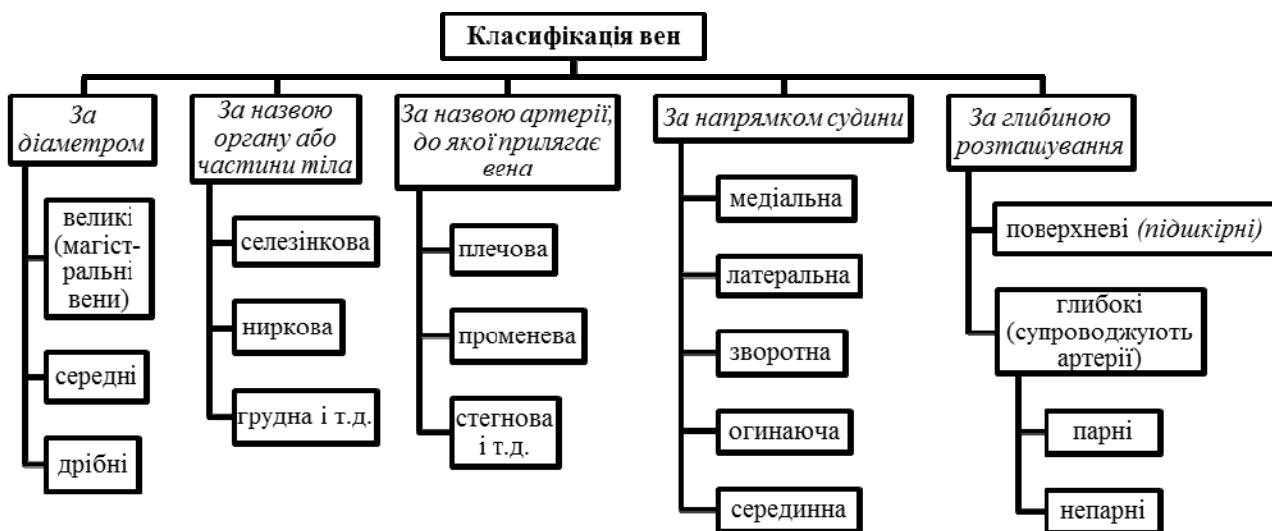 Класифікація вен
За
діаметром
великі
(магіст-
ральні
вени)
середні
дрібні
За назвою
органу або
частини тіла
селезінкова
ниркова
грудна і т.д.
За назвою артерії,
до якої прилягає
вена
плечова
променева
стегнова
і т.д.
За напрямком судини
медіальна
латеральна
зворотна
огинаюча
серединна
За глибиною
розташування
поверхневі (підшкірні)
глибокі
(супроводжують
артерії)
парні
непарні